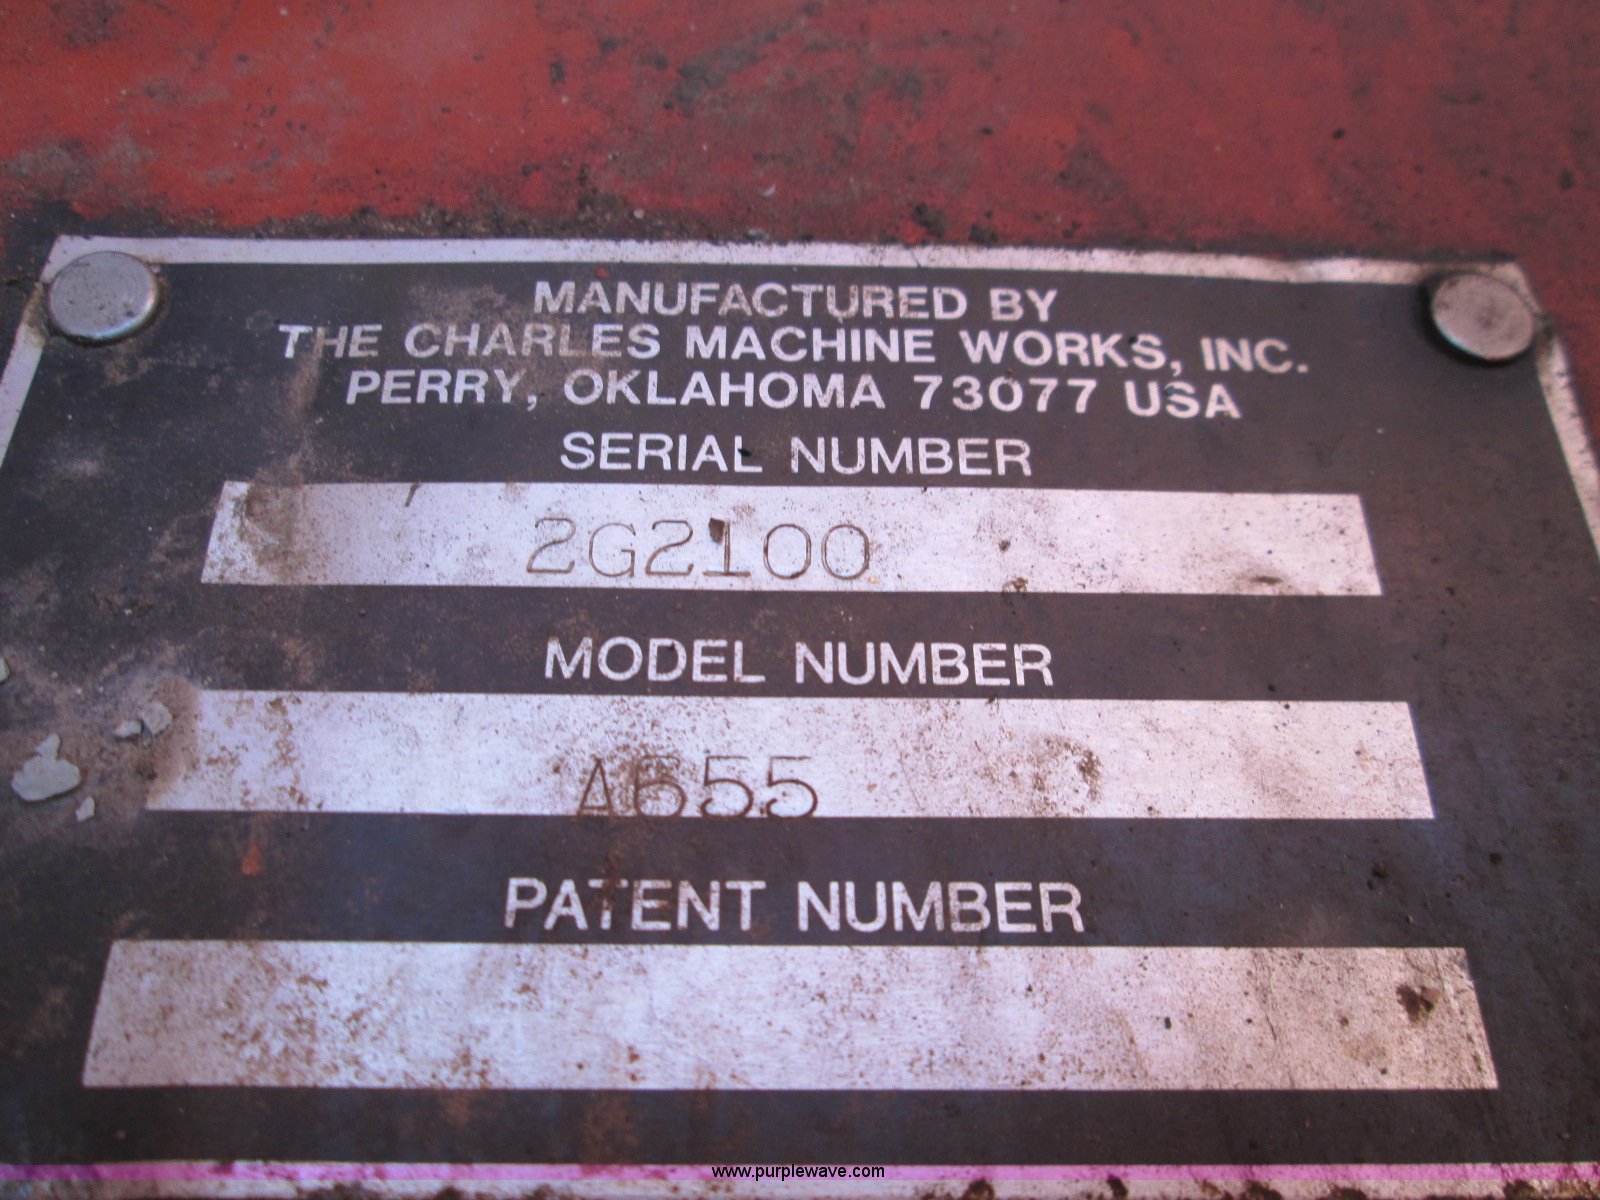 MANUFACTURED BY
THE CHARLES MACHINE WORKS, INC.
PERRY, OKLAHOMA 73077 USA
SERIAL NUMBER
2G2100
MODEL NUMBER
A655
PATENT NUMBER
www.purplewave.com